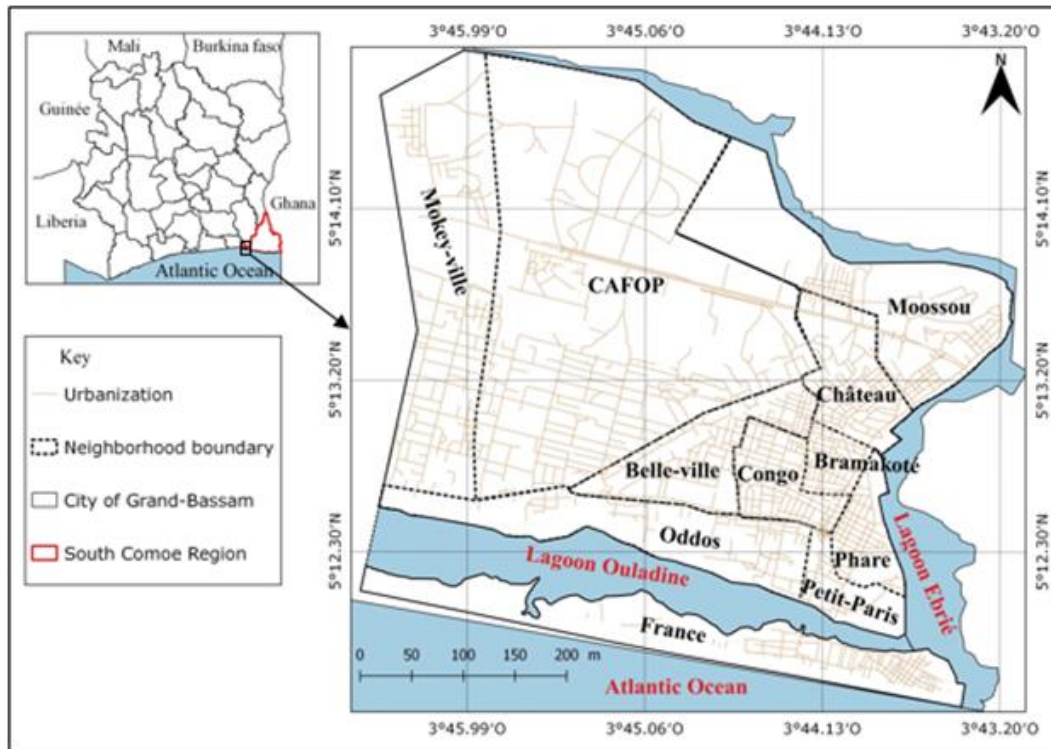 Mali
Burkina faso
Guinée
Ghana
Liberia
Atlantic Ocean
Key
Urbanization
Neighborhood boundary
City of Grand-Bassam
South Comoe Region
3°45.99'O
3°45.06'O
3°44.13'O
3°43.20'O
N
5°14.10'N
5°14.10'N
Mokey-ville
CAFOP
Moossou
5°13.20'N
5°13.20'N
Château
Belle-ville
Congo
Bramakoté
Oddos
Lagoon Ouladine
Phare
Lagoon Ebrié
5°12.30'N
5°12.30'N
Petit-Paris
France
0 50 100 150 200 m
Atlantic Ocean
3°45.99'O
3°45.06'O
3°44.13'O
3°43.20'O